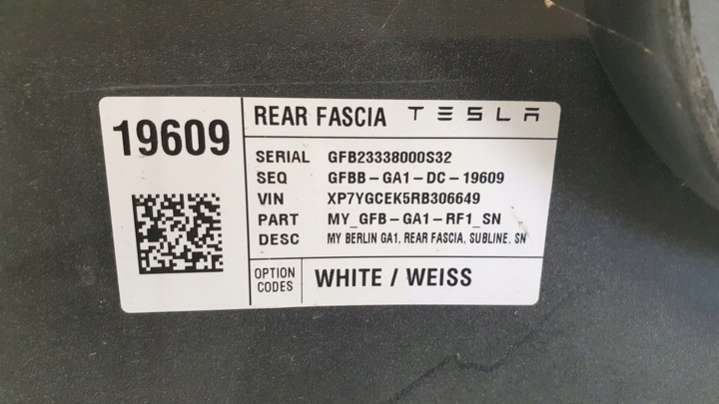 19609
REAR FASCIA TESLA
SERIAL GFB23338000S32
SEQ GFBB-GA1-DC-19609
VIN XP7YGCEK5RB306649
PART MY_GFB-GA1-RF1_SN
DESC MY BERLIN GA1, REAR FASCIA, SUBLINE, SN
OPTION CODES WHITE / WEISS